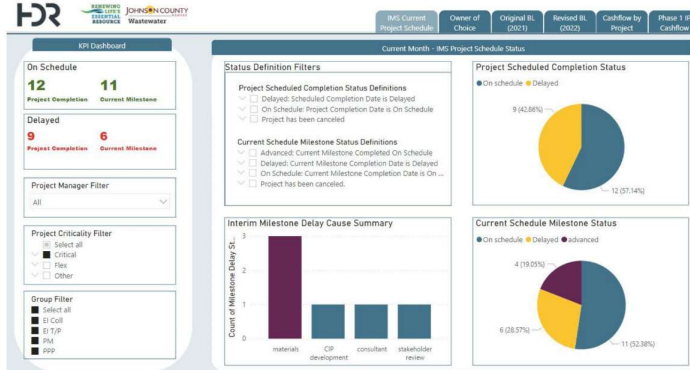 HDR
RENEWING
LIFE'S
ESSENTIAL
RESOURCE
JOHNSON COUNTY
KANSAS
Wastewater
IMS Current
Project Schedule
Owner of
Choice
Original BL
(2021)
Revised BL
(2022)
Cashflow by
Project
Phase 1 IP
Cashflow
KPI Dashboard
Current Month - IMS Project Schedule Status
On Schedule
12
11
Project Completion
Current Milestone
Delayed
9
6
Project Completion
Current Milestone
Project Manager Filter
All
Project Criticality Filter
Select all
Critical
Flex
Other
Group Filter
Select all
EI Coll
EI T/P
PM
PPP
Status Definition Filters
Project Scheduled Completion Status Definitions
Delayed: Scheduled Completion Date is Delayed
On Schedule: Project Completion Date is On Schedule
Project has been canceled
Current Schedule Milestone Status Definitions
Advanced: Current Milestone Completed On Schedule
Delayed: Current Milestone Completion Date is Delayed
On Schedule: Current Milestone Completion Date is On ...
Project has been canceled.
Project Scheduled Completion Status
On schedule Delayed
9 (42.86%)
12 (57.14%)
Interim Milestone Delay Cause Summary
Count of Milestone Delay St...
3
2
1
0
materials
CIP
development
consultant
stakeholder
review
Current Schedule Milestone Status
On schedule Delayed advanced
4 (19.05%)
6 (28.57%)
11 (52.38%)